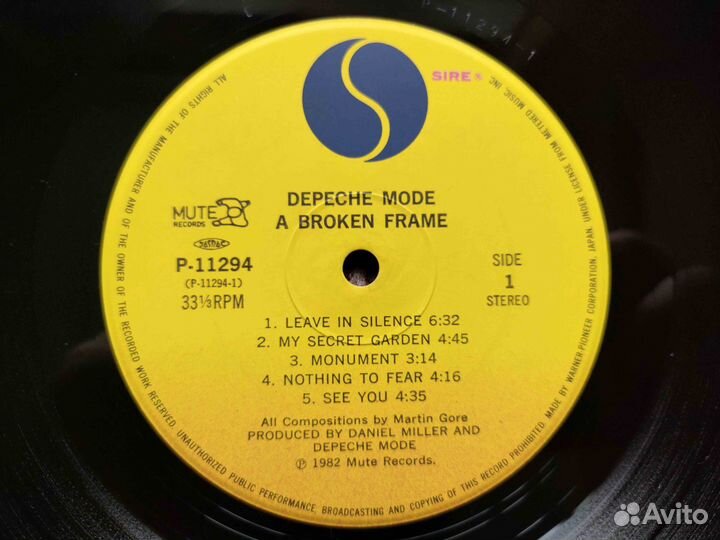 P-11294-1
SIRE®
DEPECHE MODE
A BROKEN FRAME
MUTE
RECORDS
JASRAC
P-11294
(P-11294-1)
33⅓RPM
SIDE
1
STEREO
1. LEAVE IN SILENCE 6:32
2. MY SECRET GARDEN 4:45
3. MONUMENT 3:14
4. NOTHING TO FEAR 4:16
5. SEE YOU 4:35
All Compositions by Martin Gore
PRODUCED BY DANIEL MILLER AND
DEPECHE MODE
℗ 1982 Mute Records.
ALL RIGHTS OF THE MANUFACTURER AND OF THE OWNER OF THE RECORDED WORK RESERVED. UNAUTHORIZED PUBLIC PERFORMANCE, BROADCASTING AND COPYING OF THIS RECORD PROHIBITED. MADE BY WARNER-PIONEER CORPORATION, JAPAN. UNDER LICENSE FROM METERED MUSIC, INC.
Avito